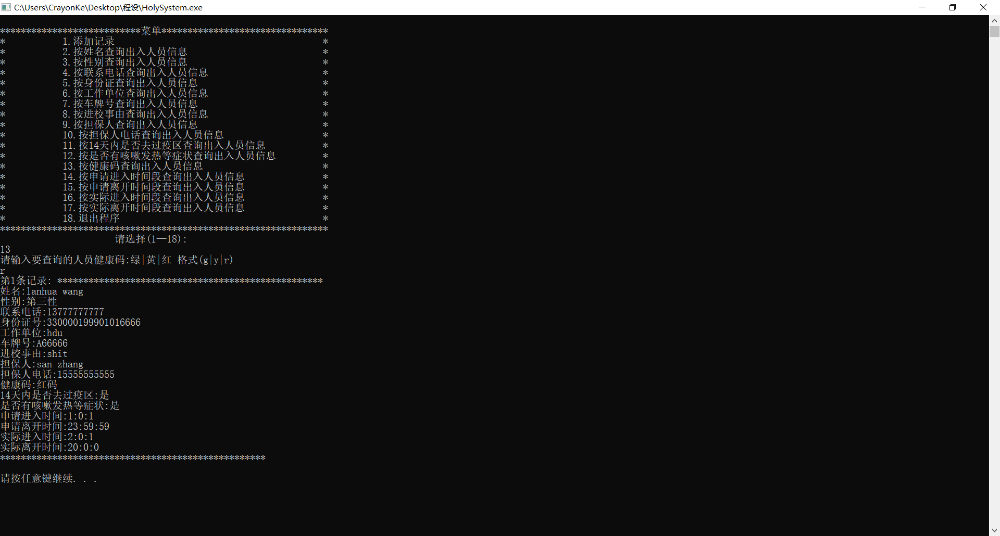 C:\Users\CrayonKe\Desktop\程设\HolySystem.exe
***************************菜单********************************
* 1.添加记录 *
* 2.按姓名查询出入人员信息 *
* 3.按性别查询出入人员信息 *
* 4.按联系电话查询出入人员信息 *
* 5.按身份证查询出入人员信息 *
* 6.按工作单位查询出入人员信息 *
* 7.按车牌号查询出入人员信息 *
* 8.按进校事由查询出入人员信息 *
* 9.按担保人查询出入人员信息 *
* 10.按担保人电话查询出入人员信息 *
* 11.按14天内是否去过疫区查询出入人员信息 *
* 12.按是否有咳嗽发热等症状查询出入人员信息 *
* 13.按健康码查询出入人员信息 *
* 14.按申请进入时间段查询出入人员信息 *
* 15.按申请离开时间段查询出入人员信息 *
* 16.按实际进入时间段查询出入人员信息 *
* 17.按实际离开时间段查询出入人员信息 *
* 18.退出程序 *
***************************************************************
请选择(1—18):
13
请输入要查询的人员健康码:绿|黄|红 格式(g|y|r)
r
第1条记录: ***************************************************
姓名:lanhua wang
性别:第三性
联系电话:13777777777
身份证号:330000199901016666
工作单位:hdu
车牌号:A66666
进校事由:shit
担保人:san zhang
担保人电话:15555555555
健康码:红码
14天内是否去过疫区:是
是否有咳嗽发热等症状:是
申请进入时间:1:0:1
申请离开时间:23:59:59
实际进入时间:2:0:1
实际离开时间:20:0:0
***************************************************
请按任意键继续. . .